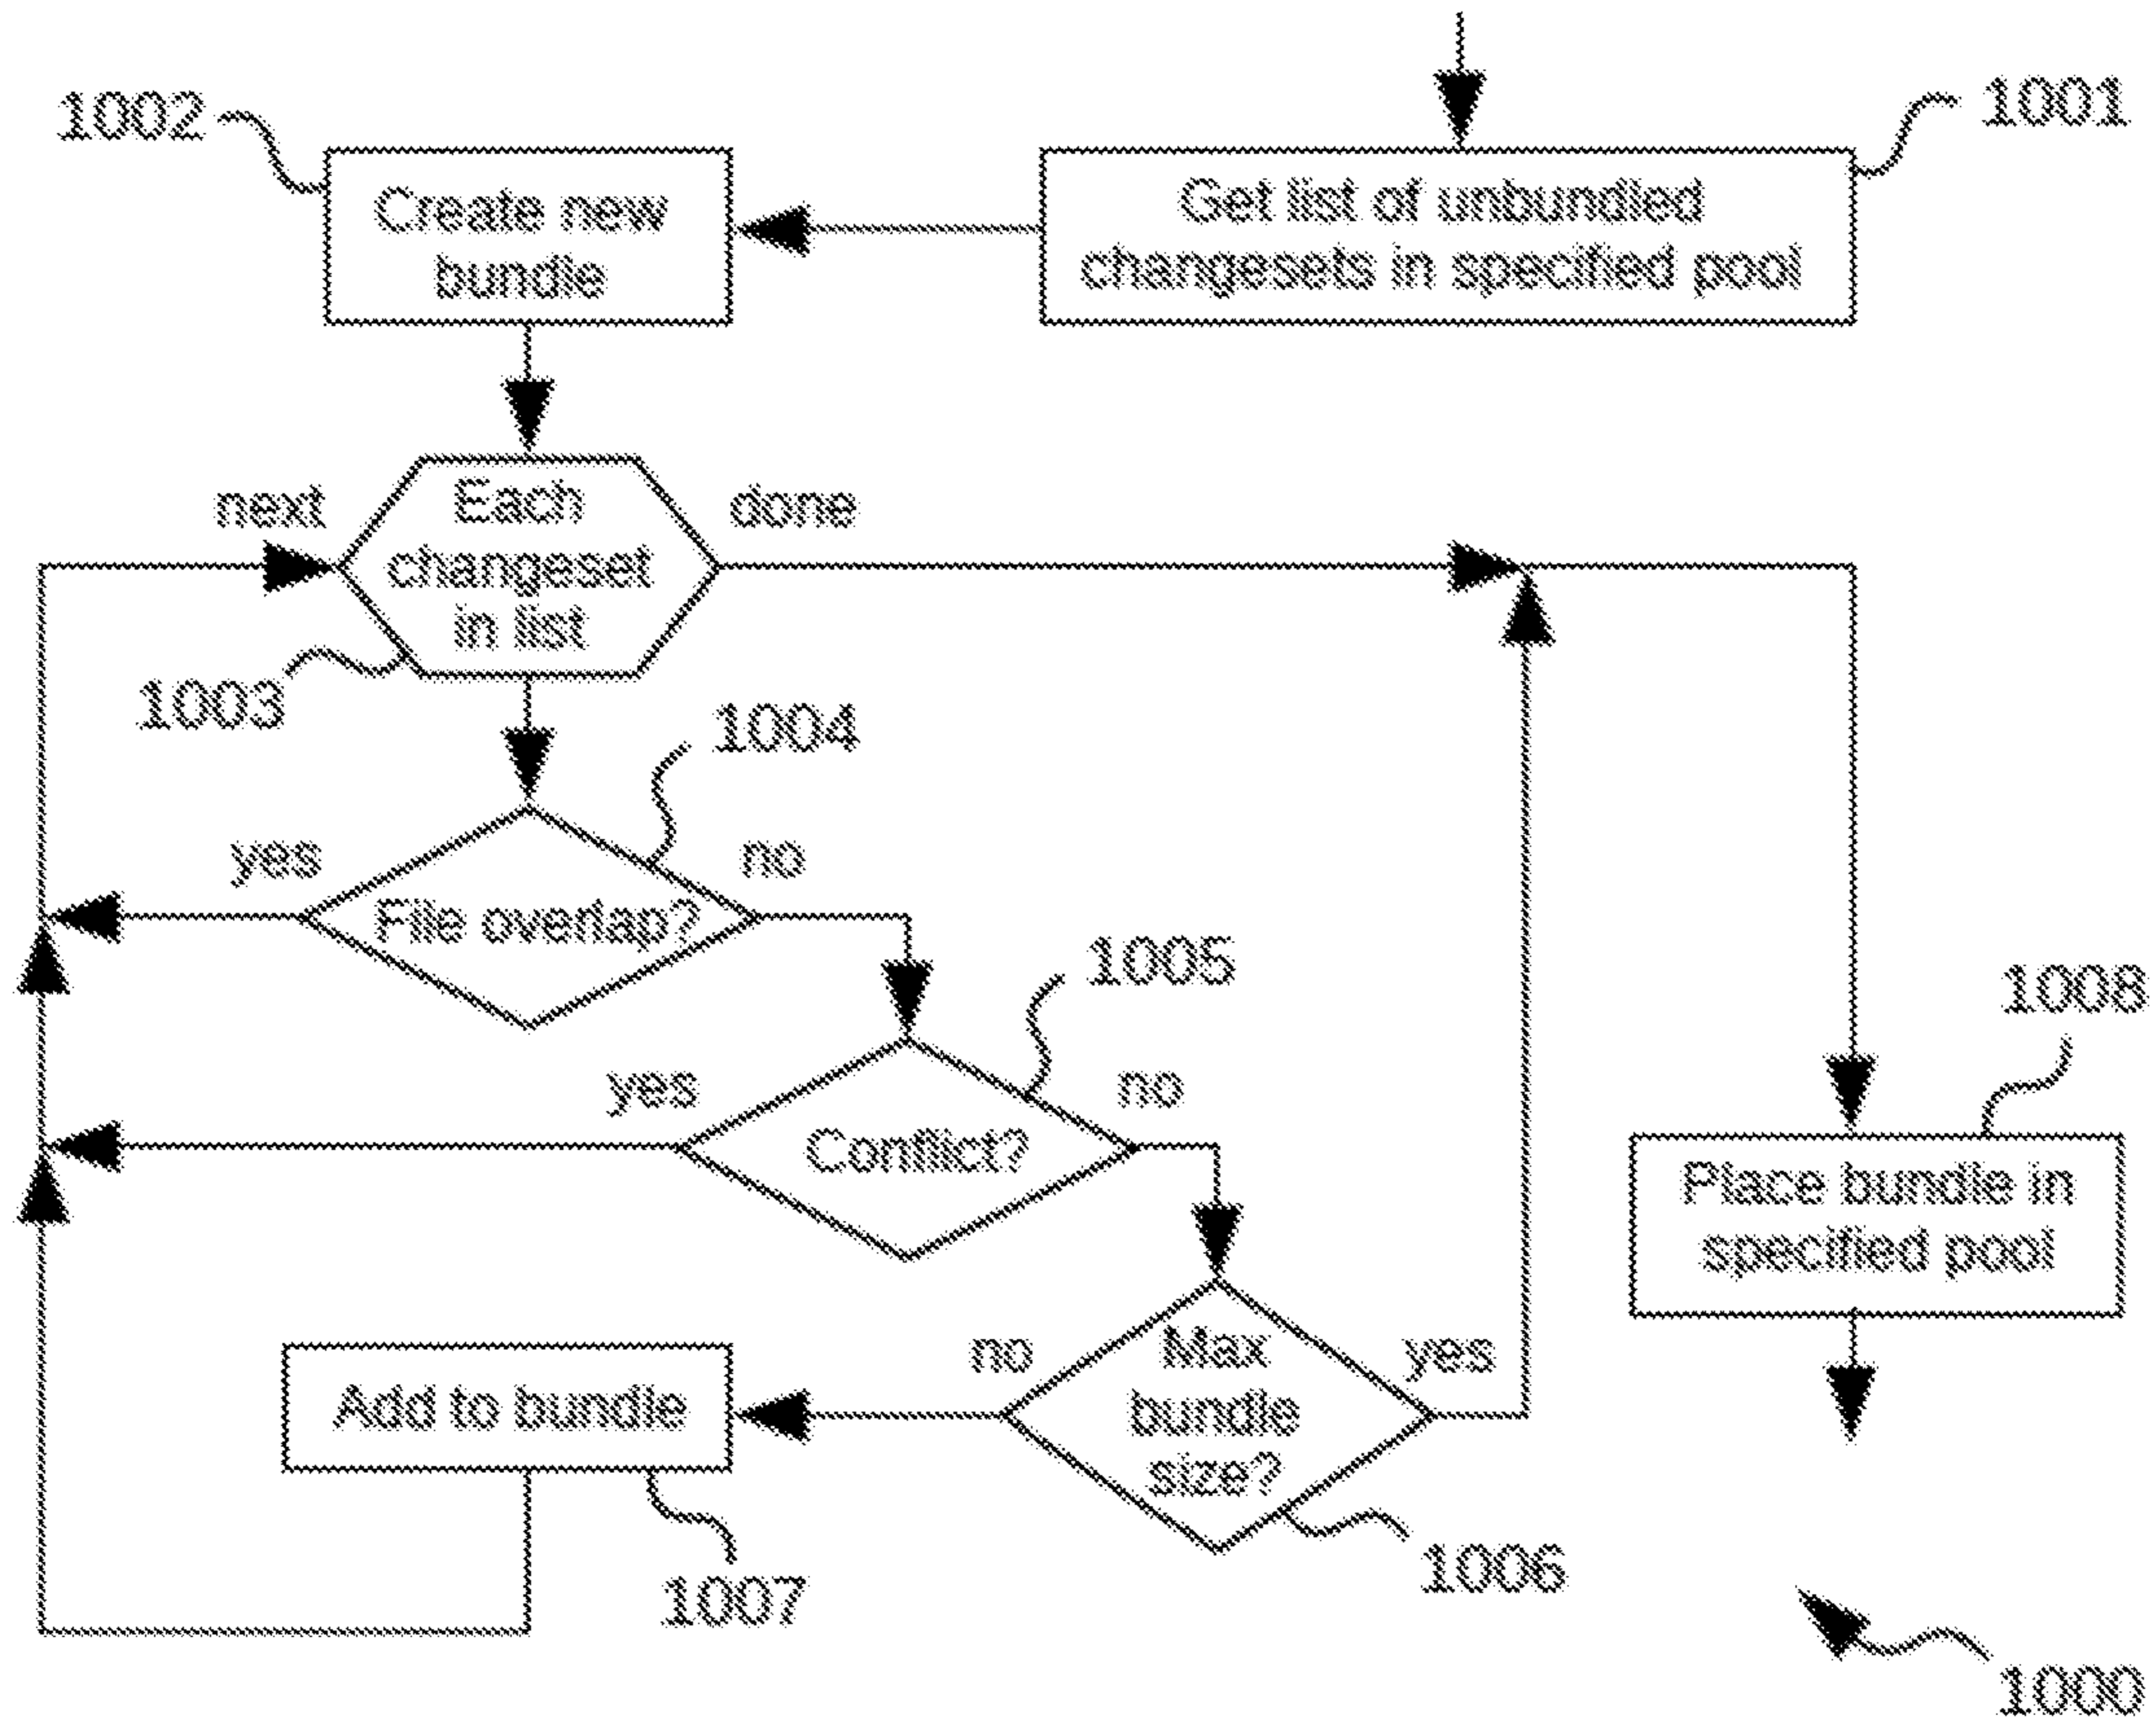 1002
1001
Create new
bundle
Get list of unbundled
changesets in specified pool
next
Each
changeset
in list
done
1003
1004
yes
File overlap?
no
1005
1008
yes
Conflict?
no
Place bundle in
specified pool
no
Max
bundle
size?
yes
Add to bundle
1006
1007
1000